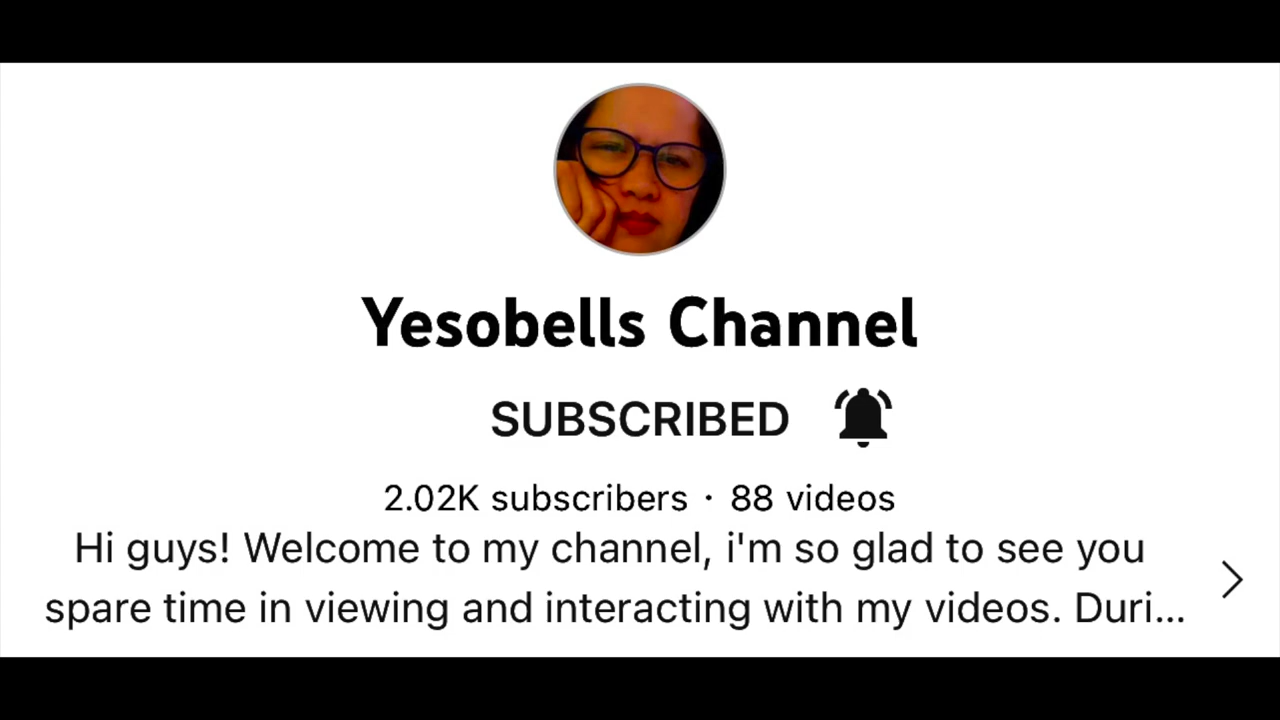 Yesobells Channel
SUBSCRIBED
2.02K subscribers · 88 videos
Hi guys! Welcome to my channel, i'm so glad to see you
spare time in viewing and interacting with my videos. Duri...